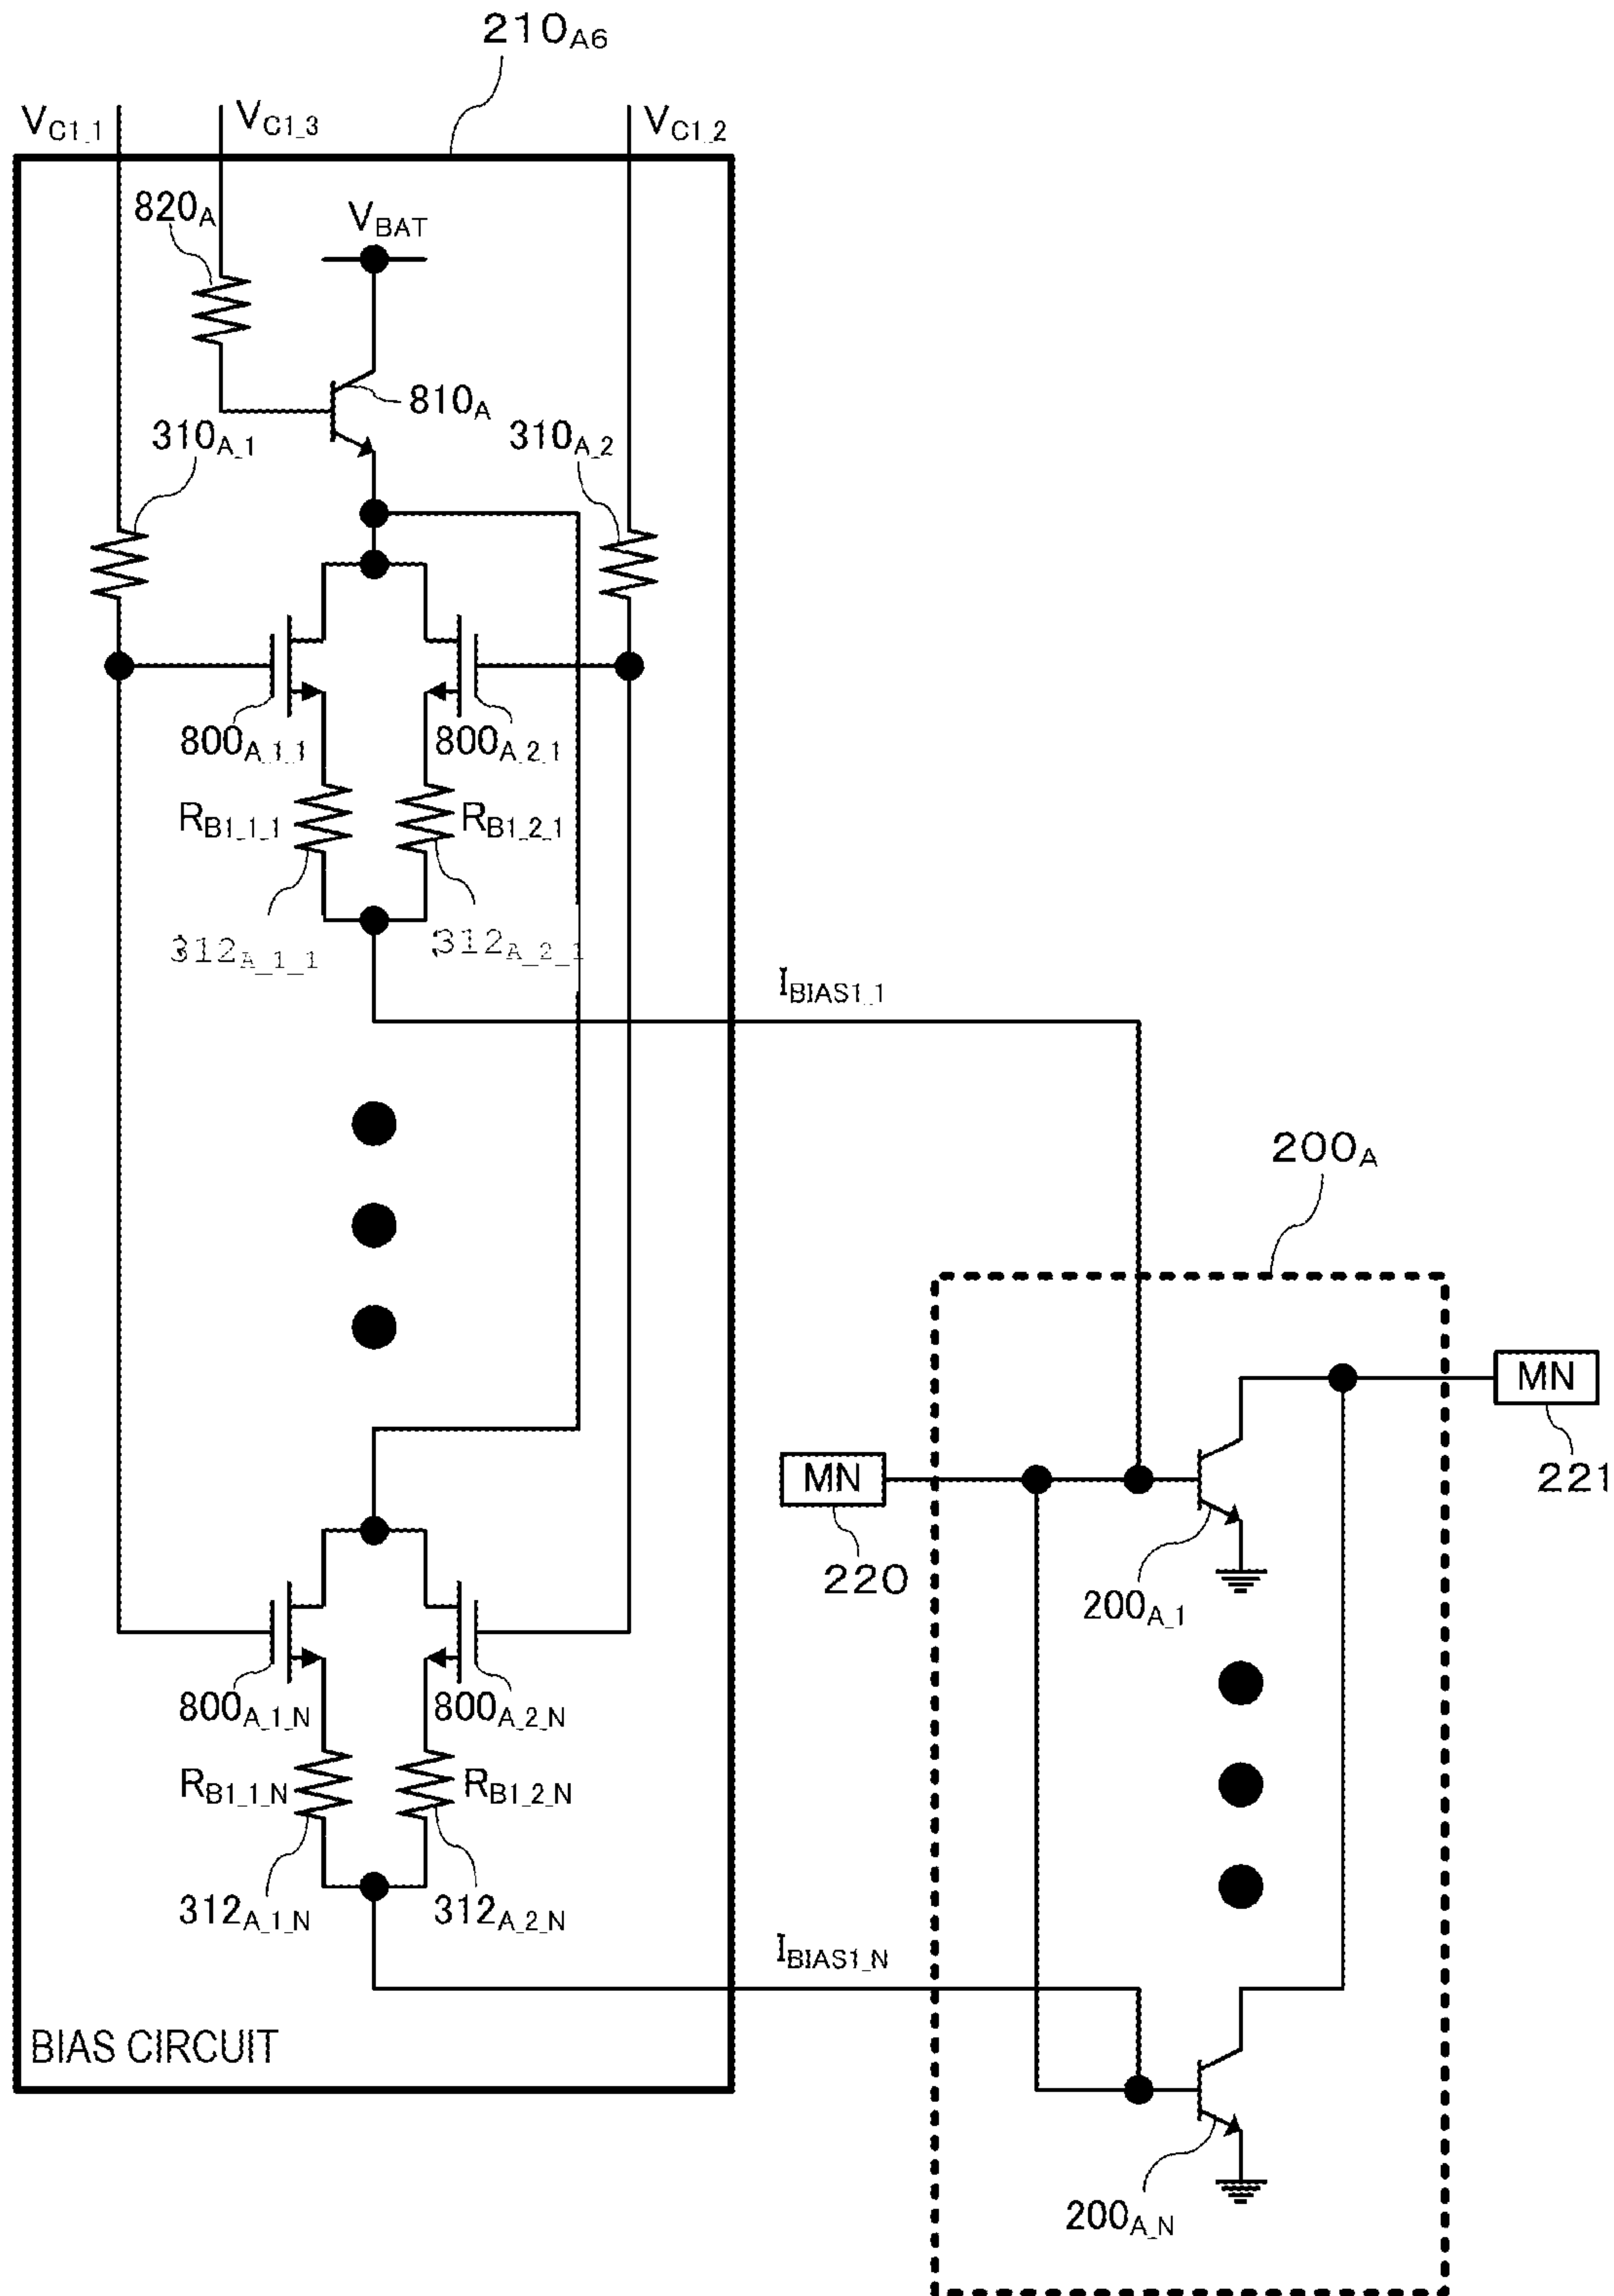 210A6
VC1_1
VC1_3
VC1_2
820A
VBAT
810A
310A_1
310A_2
800A_1_1
800A_2_1
RB1_1_1
RB1_2_1
312A_1_1
312A_2_1
IBIAS1_1
200A
MN
MN
221
220
200A_1
800A_1_N
800A_2_N
RB1_1_N
RB1_2_N
312A_1_N
312A_2_N
IBIAS1_N
BIAS CIRCUIT
200A_N